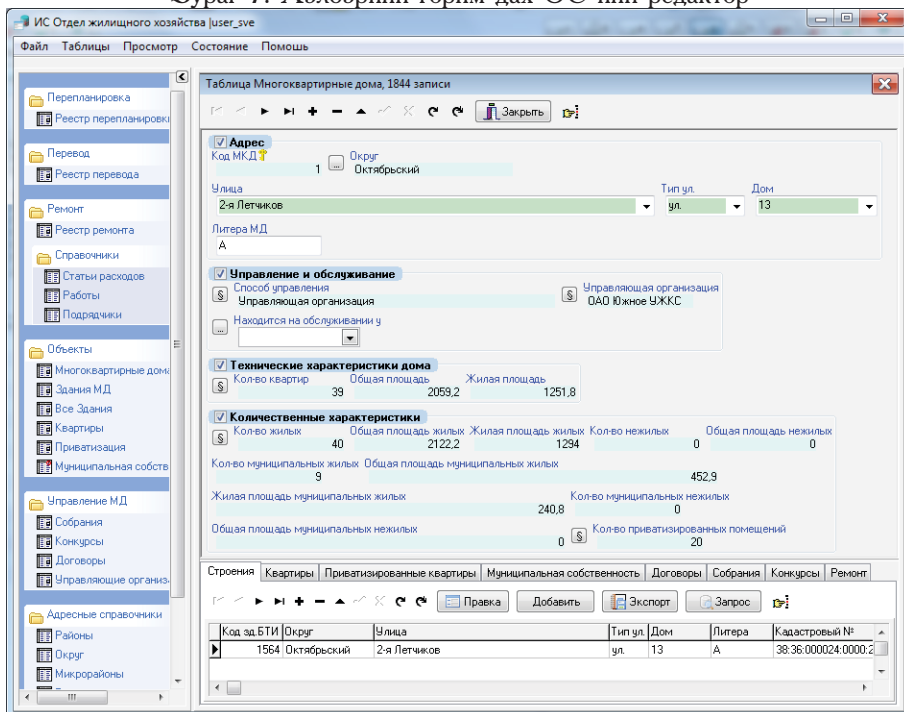 ИС Отдел жилищного хозяйства |user_sve
Файл Таблицы Просмотр Состояние Помощь
Перепланировка
Реестр перепланировки
Перевод
Реестр перевода
Ремонт
Реестр ремонта
Справочники
Статьи расходов
Работы
Подрядчики
Объекты
Многоквартирные дома
Здания МД
Все Здания
Квартиры
Приватизация
Муниципальная собств
Управление МД
Собрания
Конкурсы
Договоры
Управляющие организ
Адресные справочники
Районы
Округ
Микрорайоны
Таблица Многоквартирные дома, 1844 записи
Закрыть
Адрес
Код МКД Округ
1 ... Октябрьский
Улица Тип ул. Дом
2-я Летчиков ул. 13
Литера МД
А
Управление и обслуживание
Способ управления Управляющая организация
§ Управляющая организация § ОАО Южное УЖКС
... Находится на обслуживании у
Технические характеристики дома
§ Кол-во квартир Общая площадь Жилая площадь
39 2059,2 1251,8
Количественные характеристики
§ Кол-во жилых Общая площадь жилых Жилая площадь жилых Кол-во нежилых Общая площадь нежилых
40 2122,2 1294 0 0
Кол-во муниципальных жилых Общая площадь муниципальных жилых
9 452,9
Жилая площадь муниципальных жилых Кол-во муниципальных нежилых
240,8 0
Общая площадь муниципальных нежилых § Кол-во приватизированных помещений
0 20
Строения Квартиры Приватизированные квартиры Муниципальная собственность Договоры Собрания Конкурсы Ремонт
Правка Добавить Экспорт Запрос
Код зд.БТИ Округ Улица Тип ул. Дом Литера Кадастровый №
1564 Октябрьский 2-я Летчиков ул. 13 А 38:36:000024:0000:2